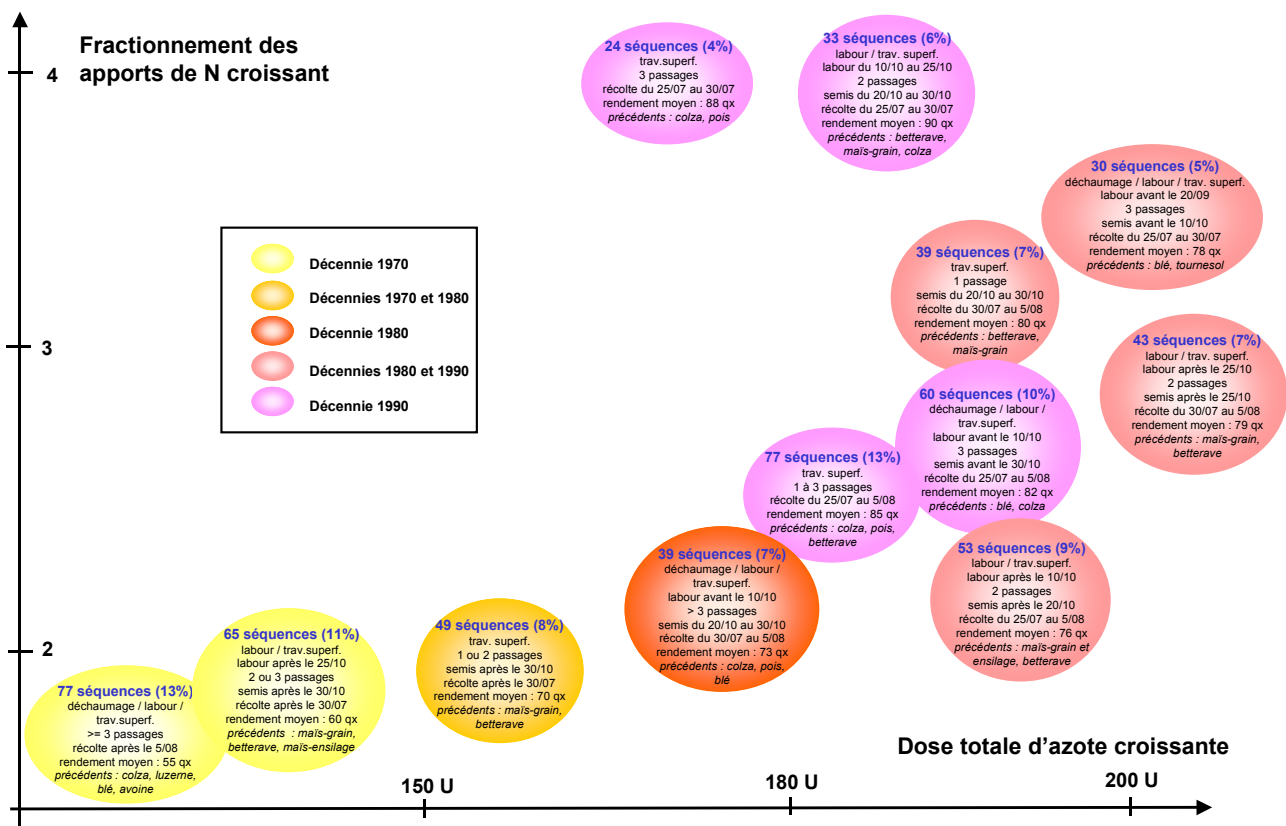 Fractionnement des
apports de N croissant
4
3
2
24 séquences (4%)
trav.superf.
3 passages
récolte du 25/07 au 30/07
rendement moyen : 88 qx
précédents : colza, pois
33 séquences (6%)
labour / trav. superf.
labour du 10/10 au 25/10
2 passages
semis du 20/10 au 30/10
récolte du 25/07 au 30/07
rendement moyen : 90 qx
précédents : betterave,
maïs-grain, colza
30 séquences (5%)
déchaumage / labour / trav. superf.
labour avant le 20/09
3 passages
semis avant le 10/10
récolte du 25/07 au 30/07
rendement moyen : 78 qx
précédents : blé, tournesol
Décennie 1970
Décennies 1970 et 1980
Décennie 1980
Décennies 1980 et 1990
Décennie 1990
39 séquences (7%)
trav.superf.
1 passage
semis du 20/10 au 30/10
récolte du 30/07 au 5/08
rendement moyen : 80 qx
précédents : betterave,
maïs-grain
43 séquences (7%)
labour / trav. superf.
labour après le 25/10
2 passages
semis après le 25/10
récolte du 30/07 au 5/08
rendement moyen : 79 qx
précédents : maïs-grain,
betterave
60 séquences (10%)
déchaumage / labour /
trav.superf.
labour avant le 10/10
3 passages
semis avant le 30/10
récolte du 25/07 au 5/08
rendement moyen : 82 qx
précédents : blé, colza
77 séquences (13%)
trav. superf.
1 à 3 passages
récolte du 25/07 au 5/08
rendement moyen : 85 qx
précédents : colza, pois,
betterave
39 séquences (7%)
déchaumage / labour /
trav.superf.
labour avant le 10/10
> 3 passages
semis du 20/10 au 30/10
récolte du 30/07 au 5/08
rendement moyen : 73 qx
précédents : colza, pois,
blé
53 séquences (9%)
labour / trav.superf.
labour après le 10/10
2 passages
semis après le 20/10
récolte du 25/07 au 5/08
rendement moyen : 76 qx
précédents : maïs-grain et
ensilage, betterave
49 séquences (8%)
trav. superf.
1 ou 2 passages
semis après le 30/10
récolte après le 30/07
rendement moyen : 70 qx
précédents : maïs-grain,
betterave
65 séquences (11%)
labour / trav.superf.
labour après le 25/10
2 ou 3 passages
semis après le 30/10
récolte après le 30/07
rendement moyen : 60 qx
précédents : maïs-grain,
betterave, maïs-ensilage
77 séquences (13%)
déchaumage / labour /
trav.superf.
>= 3 passages
récolte après le 5/08
rendement moyen : 55 qx
précédents : colza, luzerne,
blé, avoine
Dose totale d'azote croissante
150 U
180 U
200 U